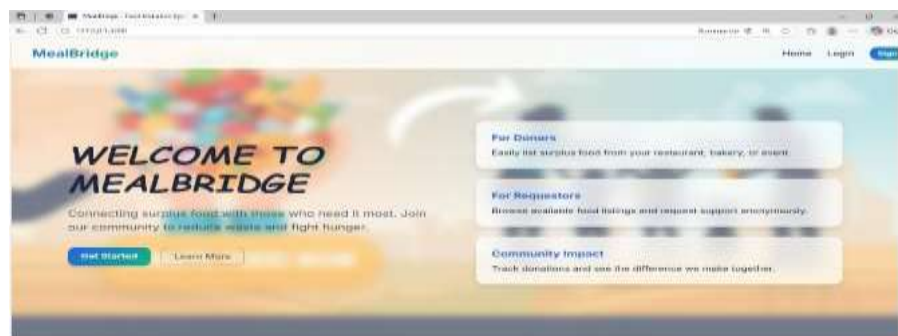 MealBridge
Home Login
WELCOME TO
MEALBRIDGE
Connecting surplus food with those who need it most. Join
our community to reduce waste and fight hunger.
Get Started Learn More
For Donors
Easily list surplus food from your restaurant, bakery, or event.
For Requestors
Browse available food listings and request support anonymously.
Community Impact
Track donations and see the difference we make together.